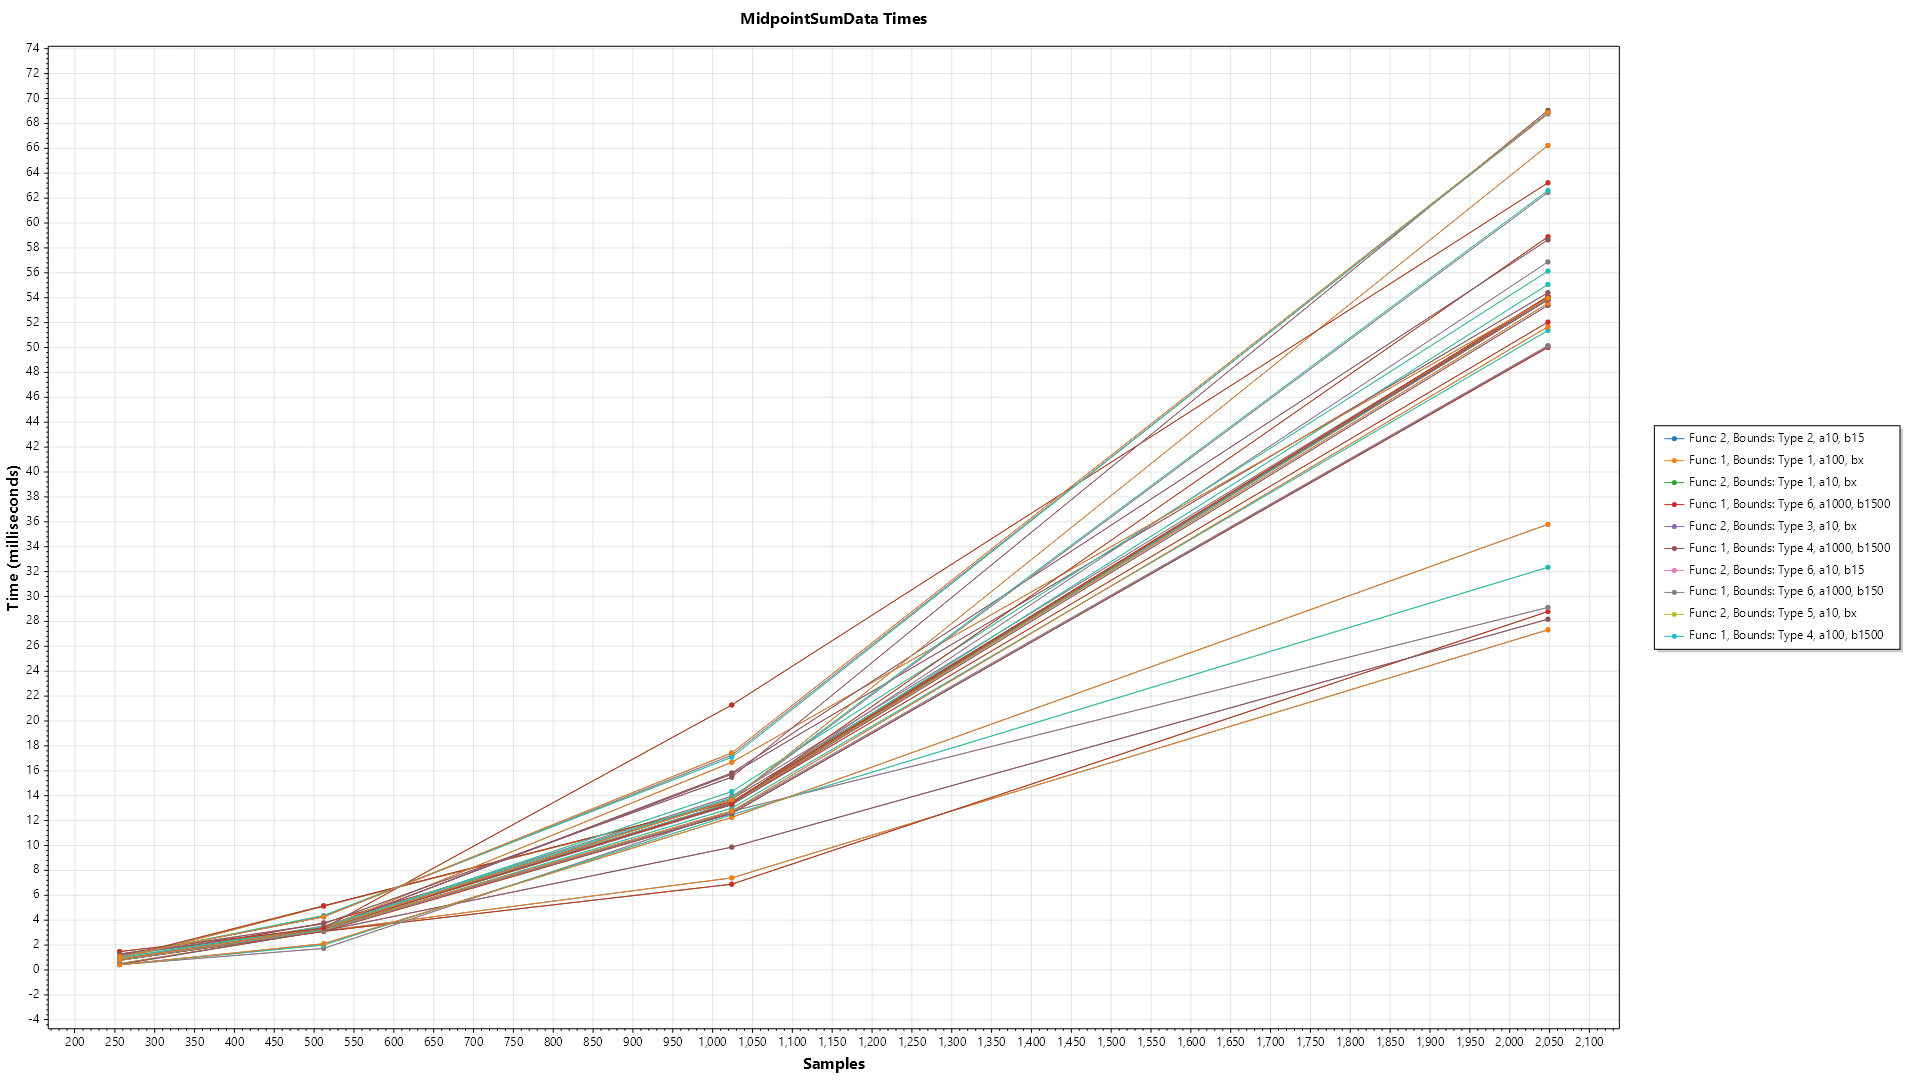 MidpointSumData Times
74
72
70
68
66
64
62
60
58
56
54
52
50
48
46
44
42
40
38
36
34
32
30
28
26
24
22
20
18
16
14
12
10
8
6
4
2
0
-2
-4
Time (milliseconds)
200 250 300 350 400 450 500 550 600 650 700 750 800 850 900 950 1,000 1,050 1,100 1,150 1,200 1,250 1,300 1,350 1,400 1,450 1,500 1,550 1,600 1,650 1,700 1,750 1,800 1,850 1,900 1,950 2,000 2,050 2,100
Samples
Func: 2, Bounds: Type 2, a10, b15
Func: 1, Bounds: Type 1, a100, bx
Func: 2, Bounds: Type 1, a10, bx
Func: 1, Bounds: Type 6, a1000, b1500
Func: 2, Bounds: Type 3, a10, bx
Func: 1, Bounds: Type 4, a1000, b1500
Func: 2, Bounds: Type 6, a10, b15
Func: 1, Bounds: Type 6, a1000, b150
Func: 2, Bounds: Type 5, a10, bx
Func: 1, Bounds: Type 4, a100, b1500